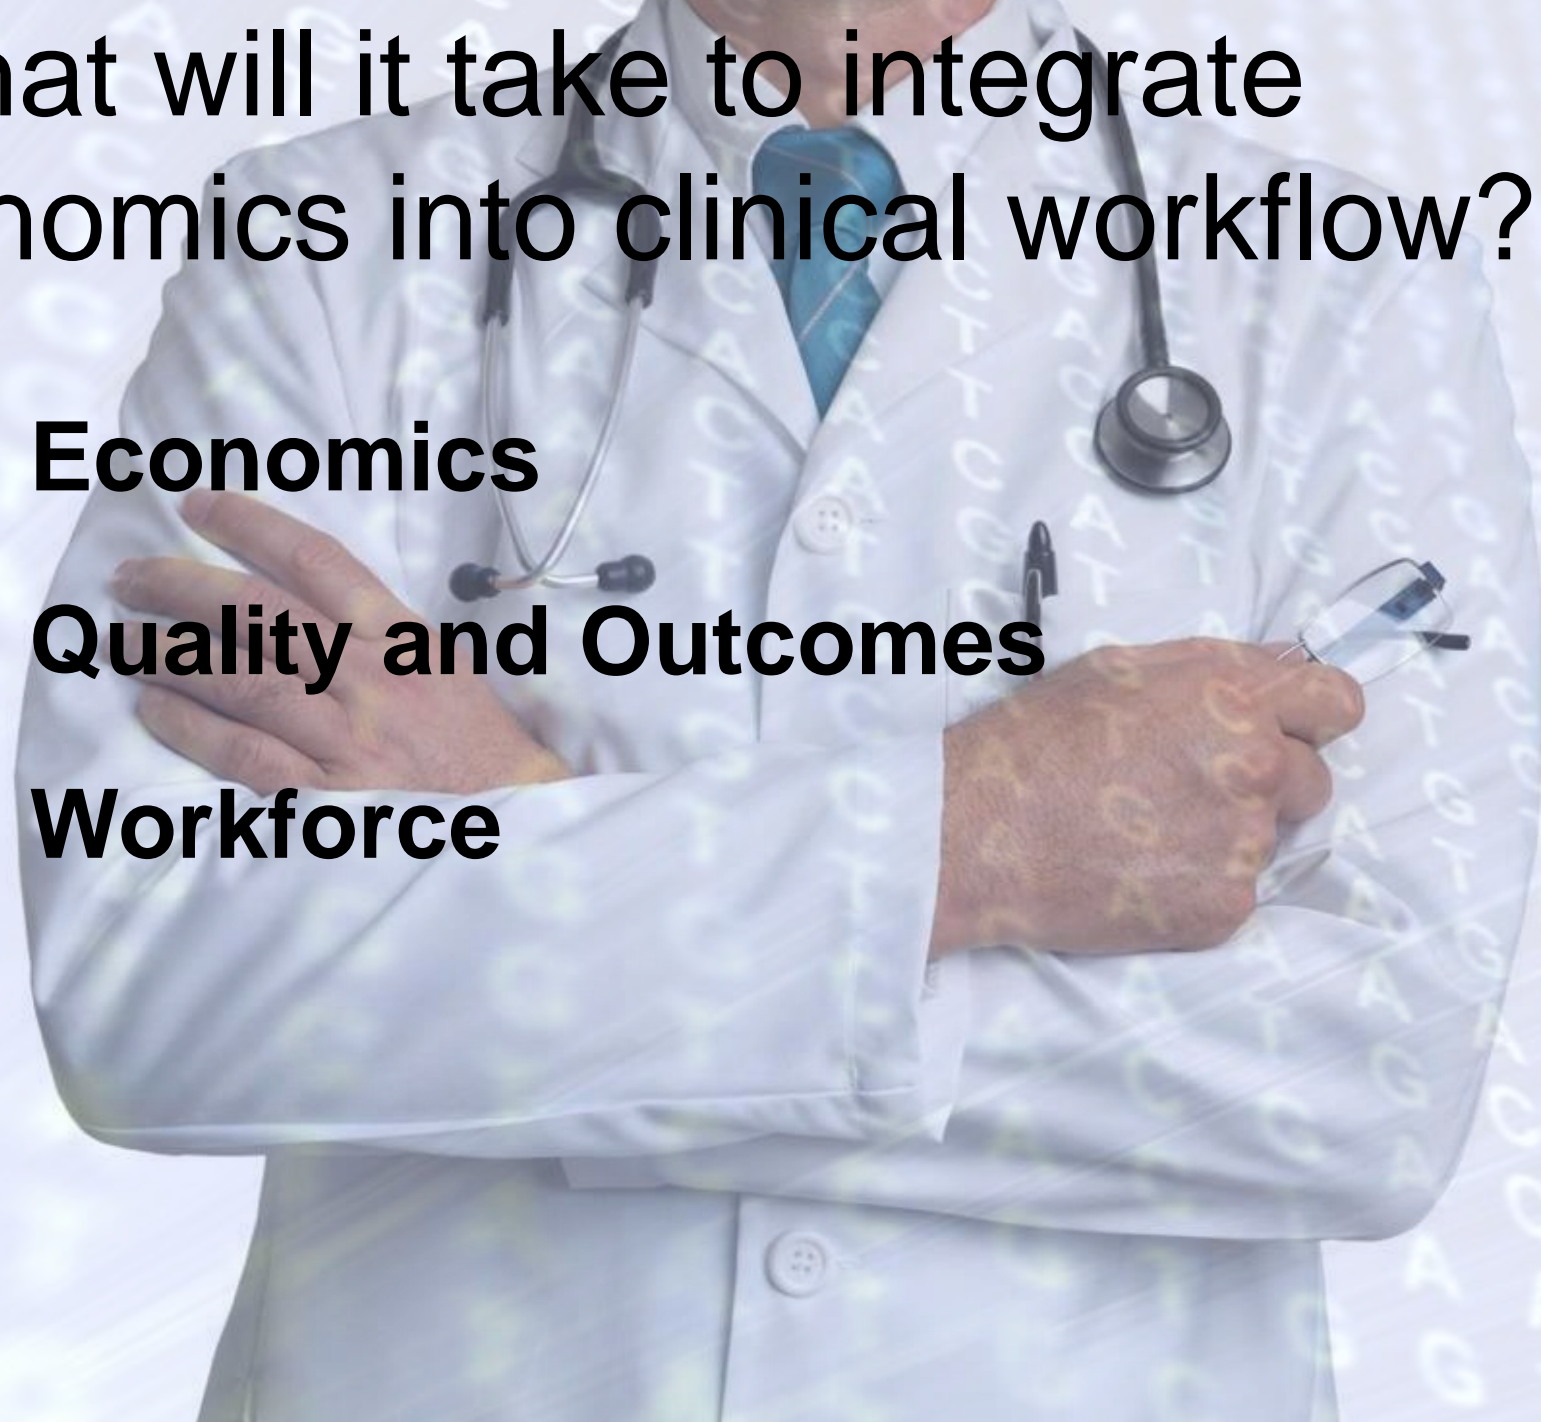 hat will it take to integrate
nomics into clinical workflow?
Economics
Quality and Outcomes
Workforce